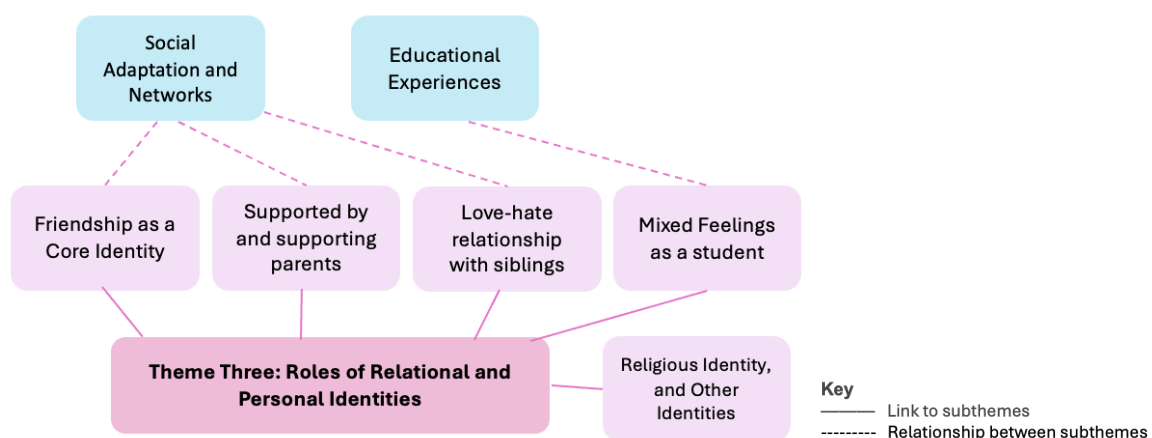 Social
Adaptation and
Networks
Educational
Experiences
Friendship as a
Core Identity
Supported by
and supporting
parents
Love-hate
relationship
with siblings
Mixed Feelings
as a student
Theme Three: Roles of Relational and
Personal Identities
Religious Identity,
and Other
Identities
Key
Link to subthemes
Relationship between subthemes